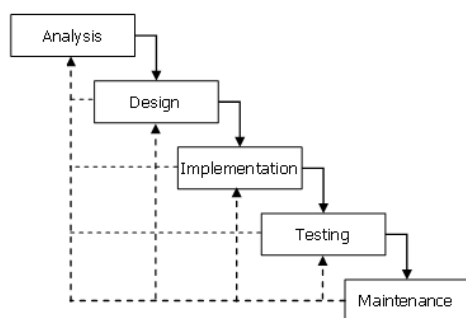 Analysis
Design
Implementation
Testing
Maintenance